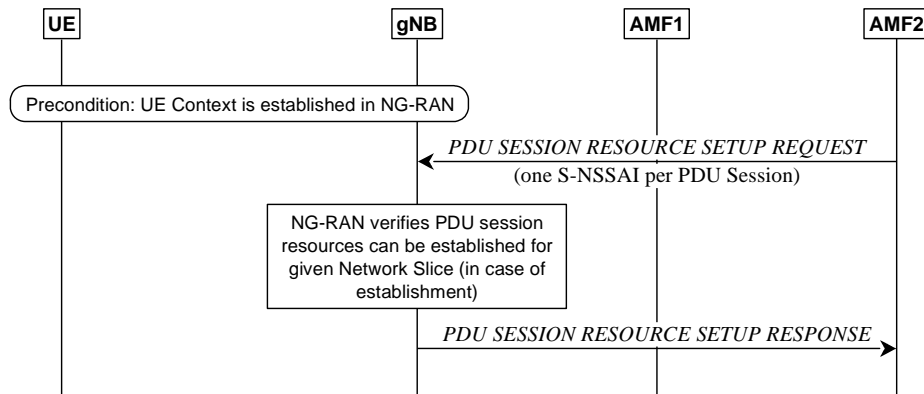 UE gNB AMF1 AMF2
Precondition: UE Context is established in NG-RAN
PDU SESSION RESOURCE SETUP REQUEST
(one S-NSSAI per PDU Session)
NG-RAN verifies PDU session
resources can be established for
given Network Slice (in case of
establishment)
PDU SESSION RESOURCE SETUP RESPONSE